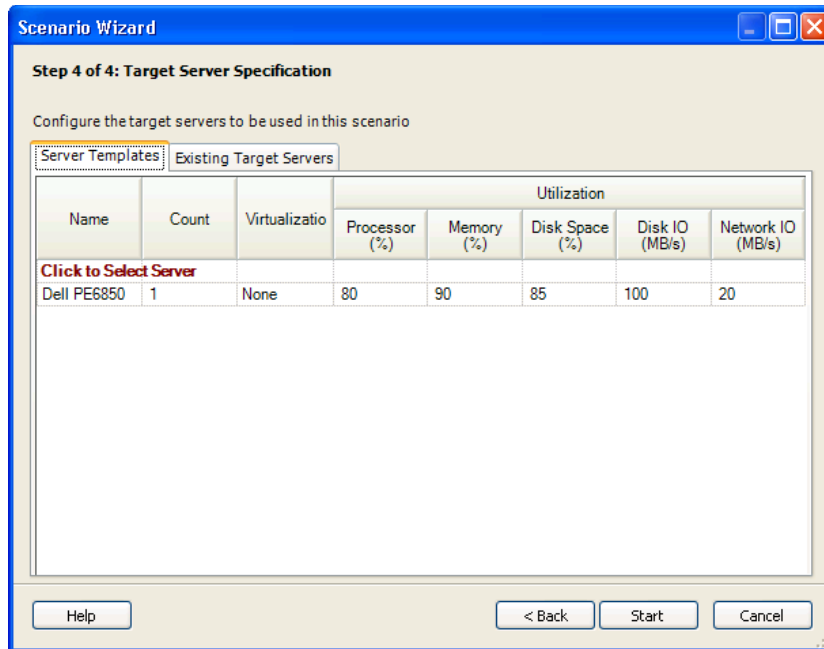 Scenario Wizard
Step 4 of 4: Target Server Specification
Configure the target servers to be used in this scenario
Server Templates Existing Target Servers
Utilization
Name Count Virtualizatio Processor (%) Memory (%) Disk Space (%) Disk IO (MB/s) Network IO (MB/s)
Click to Select Server
Dell PE6850 1 None 80 90 85 100 20
Help < Back Start Cancel